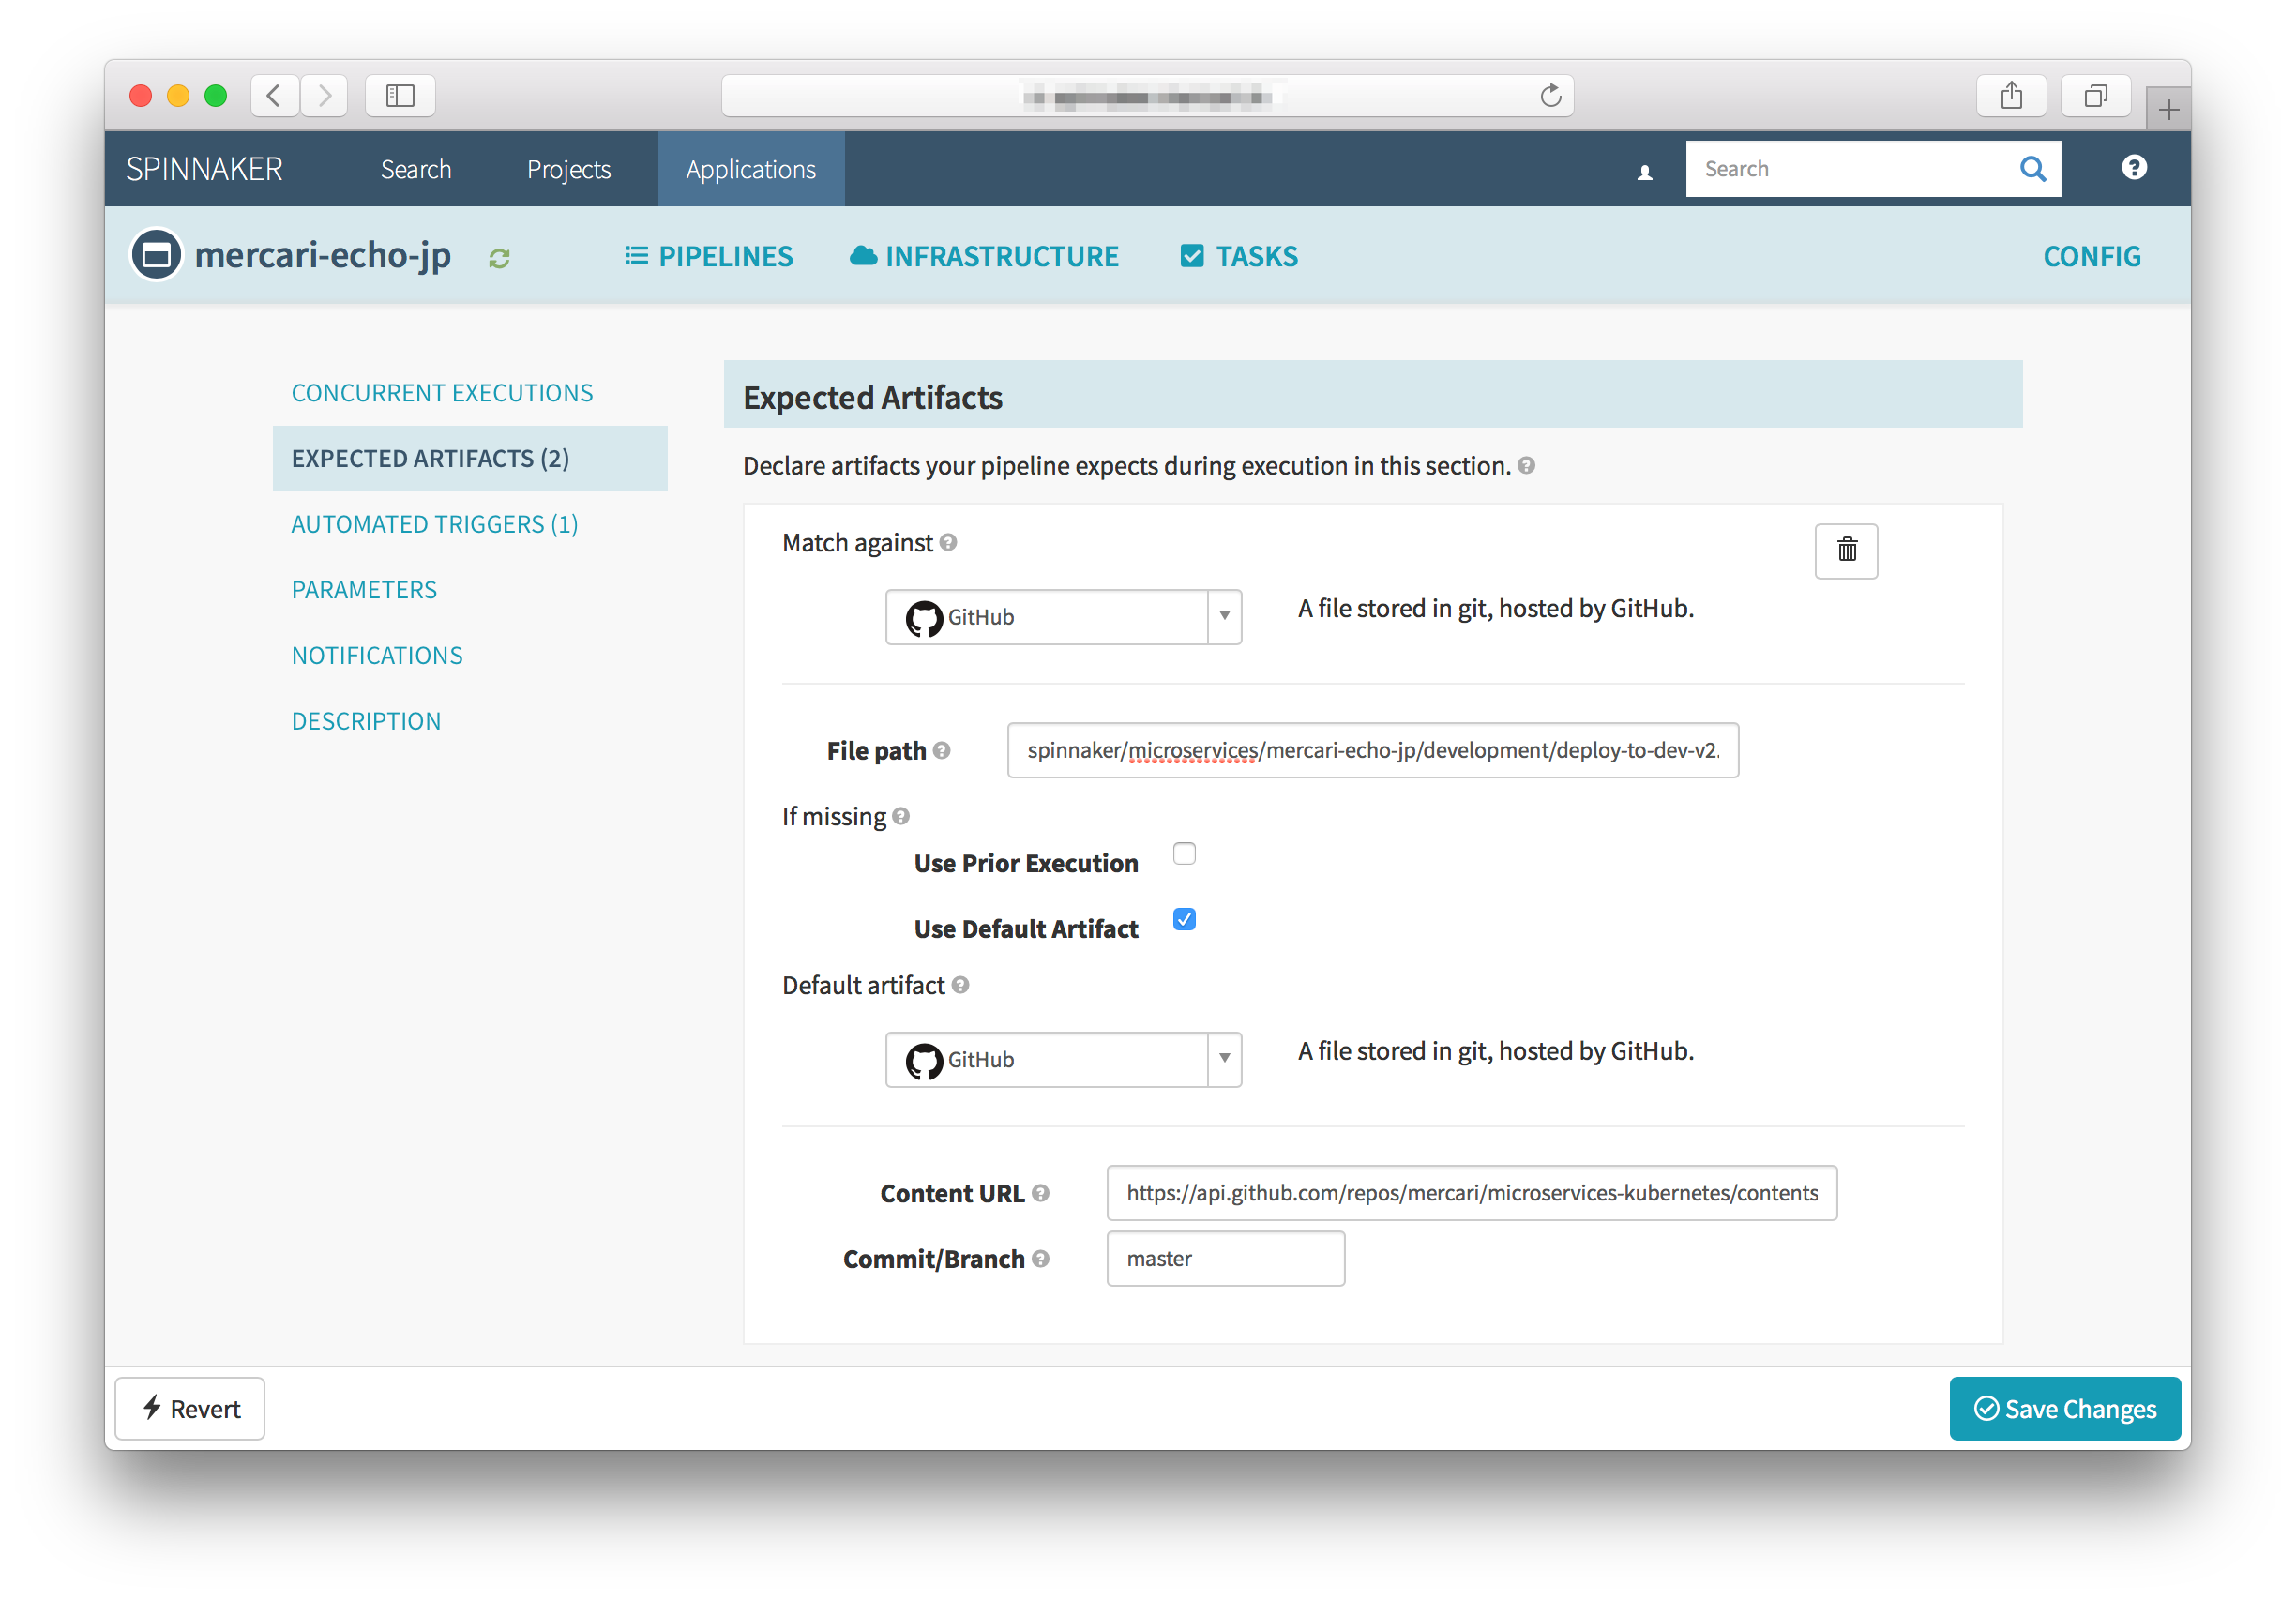 SPINNAKER Search Projects Applications Search
mercari-echo-jp PIPELINES INFRASTRUCTURE TASKS CONFIG
CONCURRENT EXECUTIONS
EXPECTED ARTIFACTS (2)
AUTOMATED TRIGGERS (1)
PARAMETERS
NOTIFICATIONS
DESCRIPTION
Expected Artifacts
Declare artifacts your pipeline expects during execution in this section.
Match against
GitHub A file stored in git, hosted by GitHub.
File path spinnaker/microservices/mercari-echo-jp/development/deploy-to-dev-v2.
If missing
Use Prior Execution
Use Default Artifact
Default artifact
GitHub A file stored in git, hosted by GitHub.
Content URL https://api.github.com/repos/mercari/microservices-kubernetes/contents
Commit/Branch master
Revert Save Changes